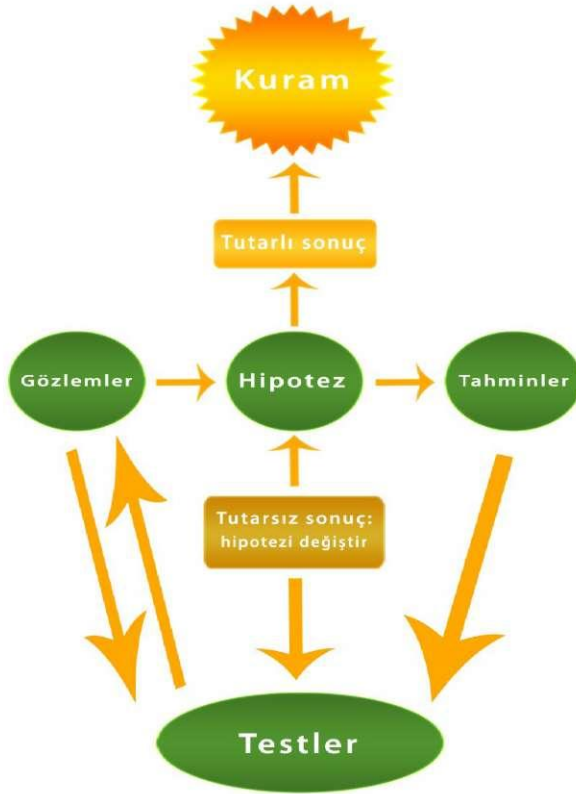 Kuram
Tutarlı sonuç
Gözlemler
Hipotez
Tahminler
Tutarsız sonuç:
hipotezi değiştir
Testler